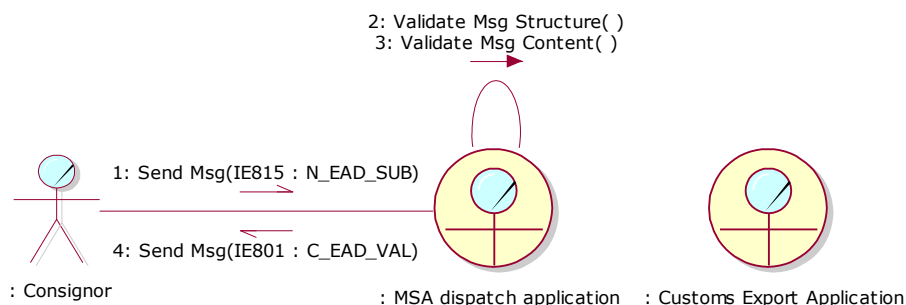 2: Validate Msg Structure( )
3: Validate Msg Content( )
1: Send Msg(IE815 : N_EAD_SUB)
4: Send Msg(IE801 : C_EAD_VAL)
: Consignor
: MSA dispatch application
: Customs Export Application